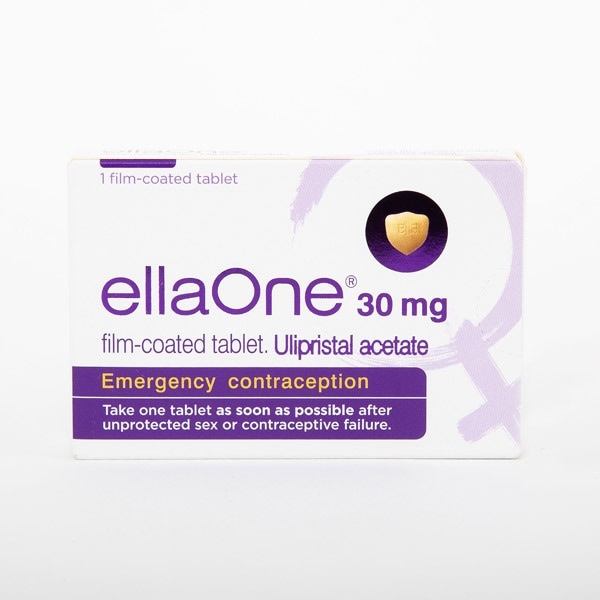 1 film-coated tablet
ella
ellaOne® 30 mg
film-coated tablet. Ulipristal acetate
Emergency contraception
Take one tablet as soon as possible after
unprotected sex or contraceptive failure.